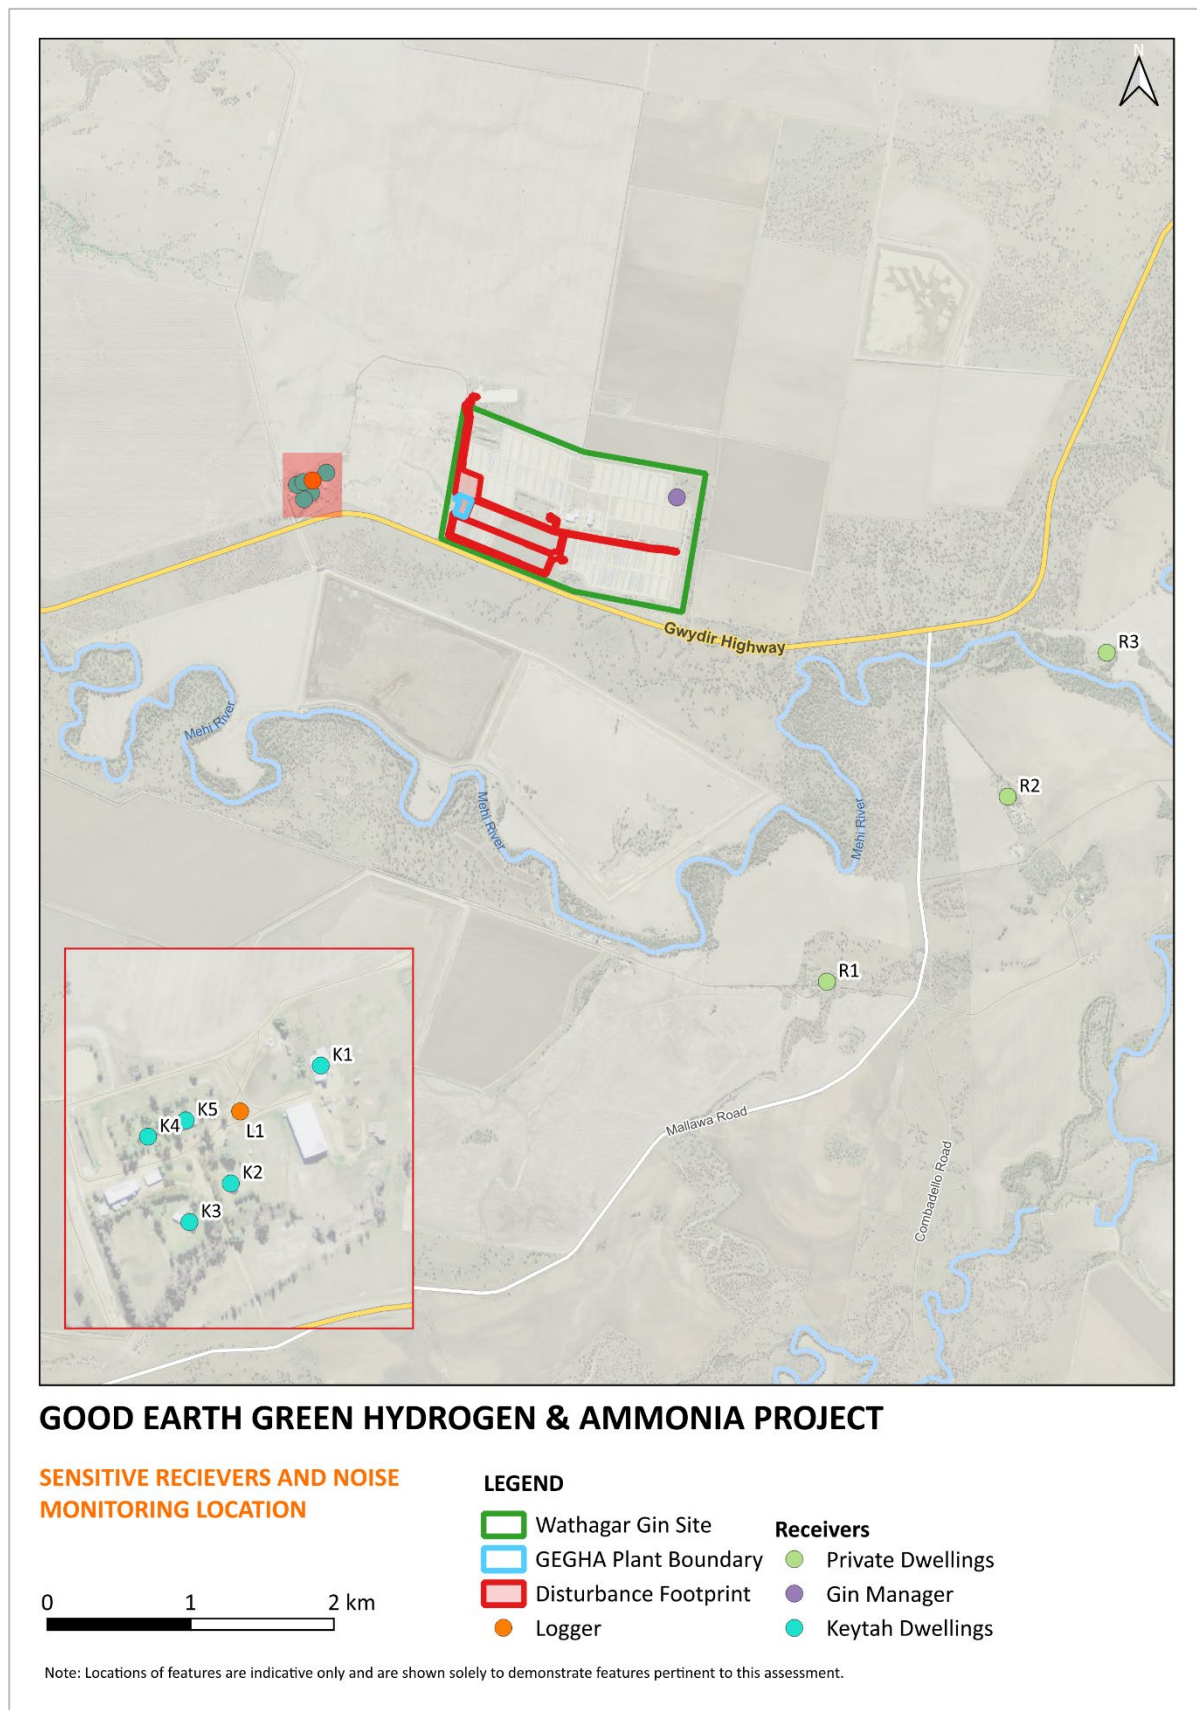 N
Gwydir Highway
R3
Mehi River
R2
Mehi River
Mehi River
R1
K1
K5
K4
L1
K2
K3
Mallawa Road
Combadello Road
GOOD EARTH GREEN HYDROGEN & AMMONIA PROJECT
SENSITIVE RECIEVERS AND NOISE
MONITORING LOCATION
0 1 2 km
LEGEND
Wathagar Gin Site
GEGHA Plant Boundary
Disturbance Footprint
Logger
Receivers
Private Dwellings
Gin Manager
Keytah Dwellings
Note: Locations of features are indicative only and are shown solely to demonstrate features pertinent to this assessment.